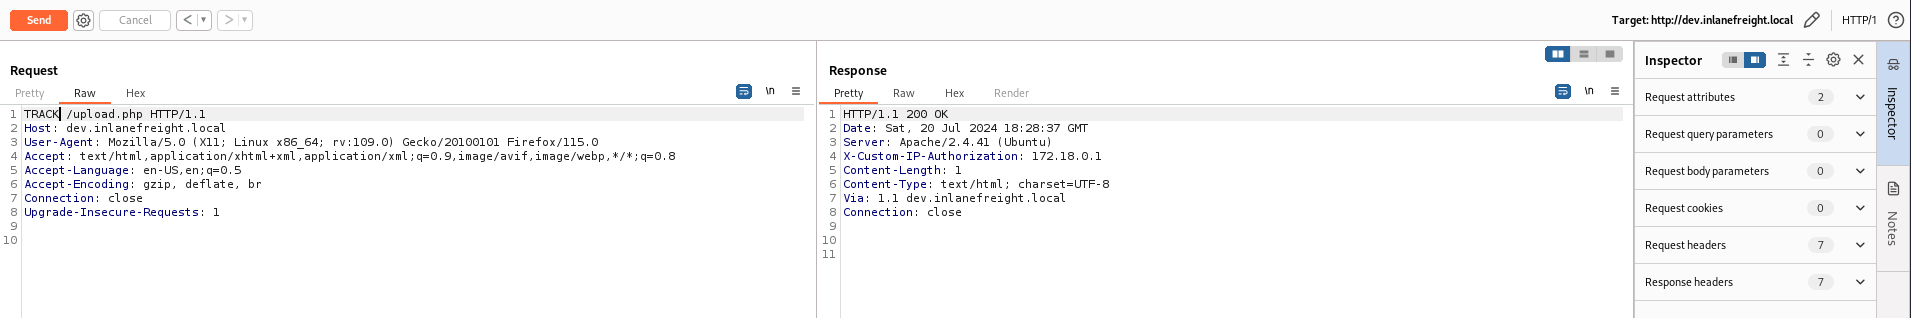 Send Cancel < > Target: http://dev.inlanefreight.local HTTP/1 ?
Request
Pretty Raw Hex \n
1 TRACK /upload.php HTTP/1.1
2 Host: dev.inlanefreight.local
3 User-Agent: Mozilla/5.0 (X11; Linux x86_64; rv:109.0) Gecko/20100101 Firefox/115.0
4 Accept: text/html,application/xhtml+xml,application/xml;q=0.9,image/avif,image/webp,*/*;q=0.8
5 Accept-Language: en-US,en;q=0.5
6 Accept-Encoding: gzip, deflate, br
7 Connection: close
8 Upgrade-Insecure-Requests: 1
9
10
Response
Pretty Raw Hex Render \n
1 HTTP/1.1 200 OK
2 Date: Sat, 20 Jul 2024 18:28:37 GMT
3 Server: Apache/2.4.41 (Ubuntu)
4 X-Custom-IP-Authorization: 172.18.0.1
5 Content-Length: 1
6 Content-Type: text/html; charset=UTF-8
7 Via: 1.1 dev.inlanefreight.local
8 Connection: close
9
10
11
Inspector
Request attributes 2
Request query parameters 0
Request body parameters 0
Request cookies 0
Request headers 7
Response headers 7
Inspector
Notes